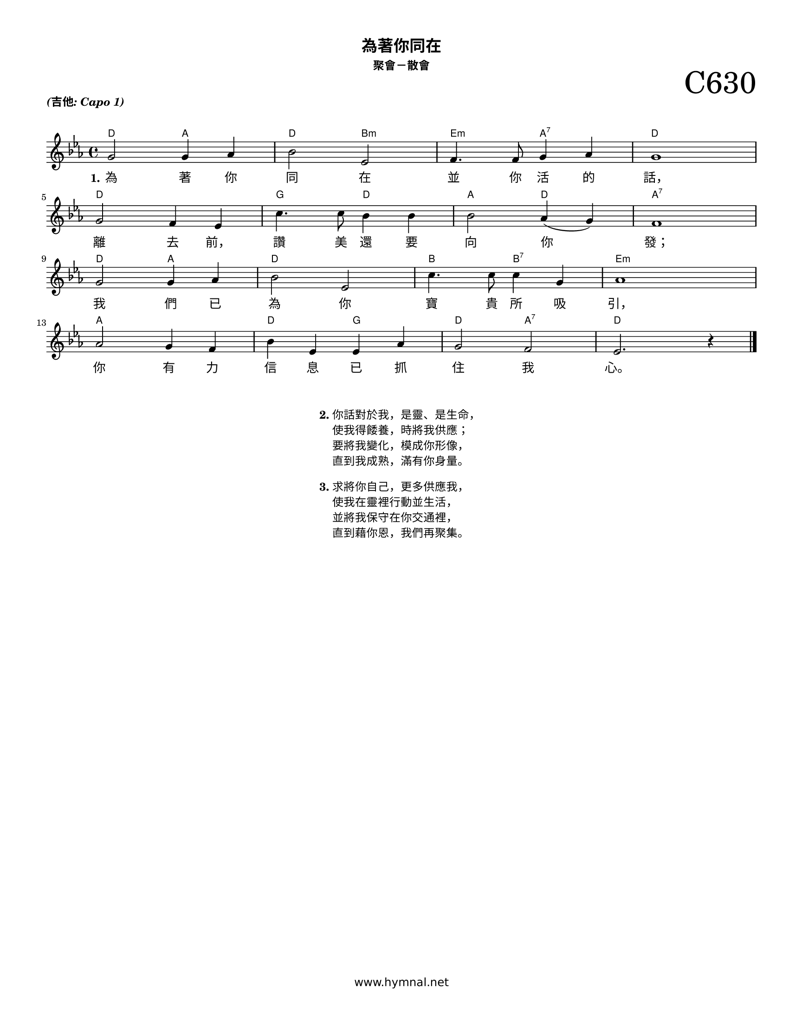 為著你同在
聚會－散會
C630
(吉他: Capo 1)
D A D Bm Em A7 D
1. 為 著 你 同 在 並 你 活 的 話，
5 D G D A D A7
離 去 前， 讚 美 還 要 向 你 發；
9 D A D B B7 Em
我 們 已 為 你 寶 貴 所 吸 引，
13 A D G D A7 D
你 有 力 信 息 已 抓 住 我 心。
2. 你話對於我，是靈、是生命，
使我得餧養，時將我供應；
要將我變化，模成你形像，
直到我成熟，滿有你身量。
3. 求將你自己，更多供應我，
使我在靈裡行動並生活，
並將我保守在你交通裡，
直到藉你恩，我們再聚集。
www.hymnal.net